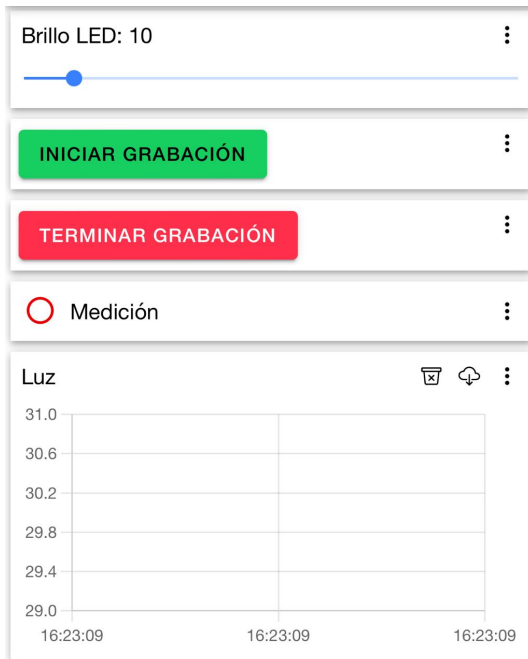 Brillo LED: 10
INICIAR GRABACIÓN
TERMINAR GRABACIÓN
Medición
Luz
31.0
30.6
30.2
29.8
29.4
29.0
16:23:09 16:23:09 16:23:09